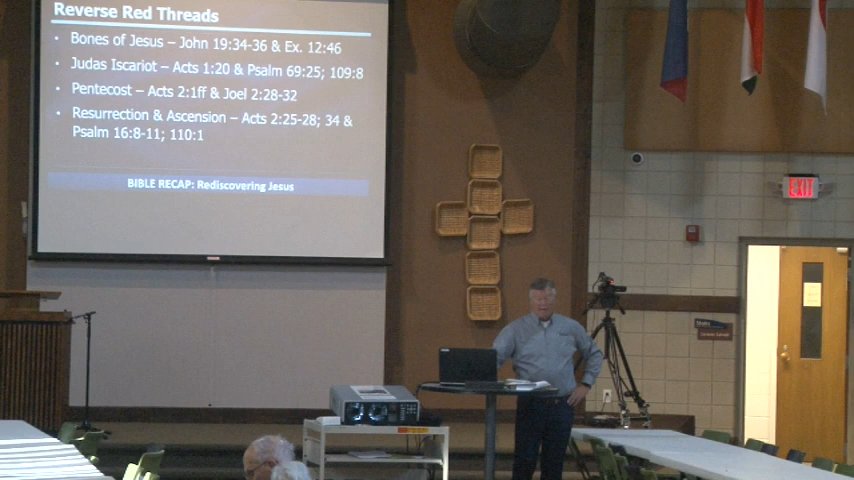 Reverse Red Threads
• Bones of Jesus – John 19:34-36 & Ex. 12:46
• Judas Iscariot – Acts 1:20 & Psalm 69:25; 109:8
• Pentecost – Acts 2:1ff & Joel 2:28-32
• Resurrection & Ascension – Acts 2:25-28; 34 &
Psalm 16:8-11; 110:1
BIBLE RECAP: Rediscovering Jesus
EXIT